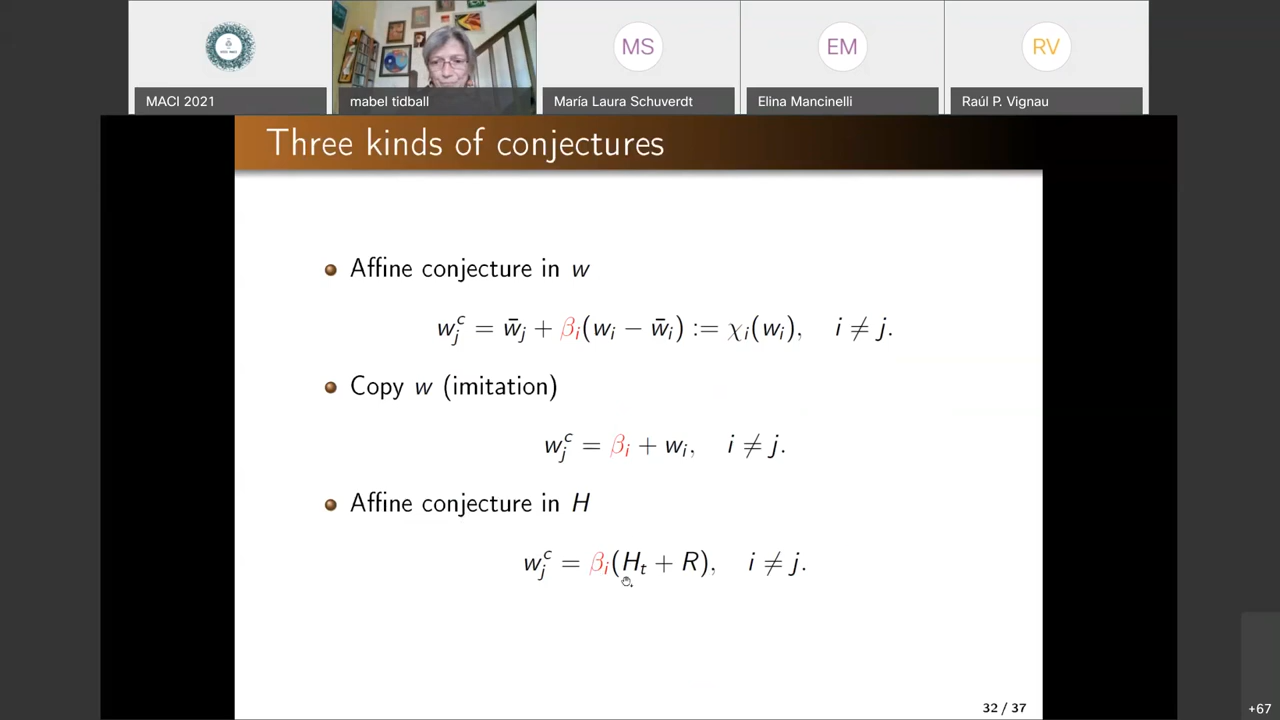 MS
EM
RV
MACI 2021
mabel tidball
María Laura Schuverdt
Elina Mancinelli
Raúl P. Vignau
Three kinds of conjectures
Affine conjecture in w
w_j^c = w̄_j + β_i(w_i − w̄_i) := χ_i(w_i), i ≠ j.
Copy w (imitation)
w_j^c = β_i + w_i, i ≠ j.
Affine conjecture in H
w_j^c = β_i(H_t + R), i ≠ j.
32 / 37
+67